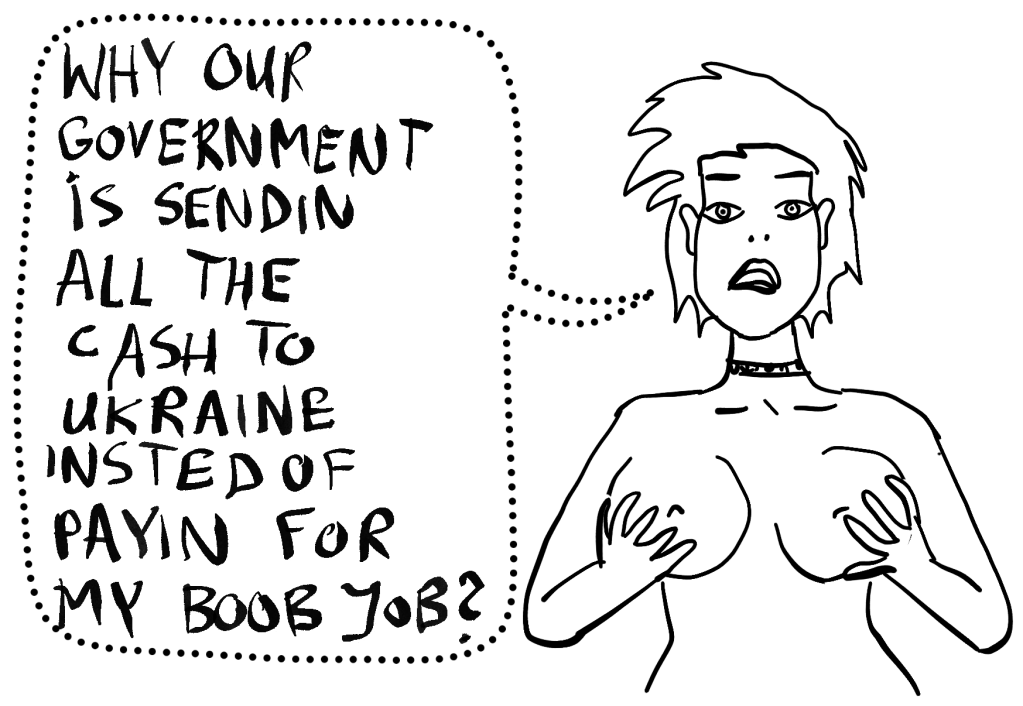 WHY OUR
GOVERNMENT
iS SENDIN
ALL THE
CASH TO
UKRAINE
INSTED OF
PAYIN FOR
MY BOOB JOB?